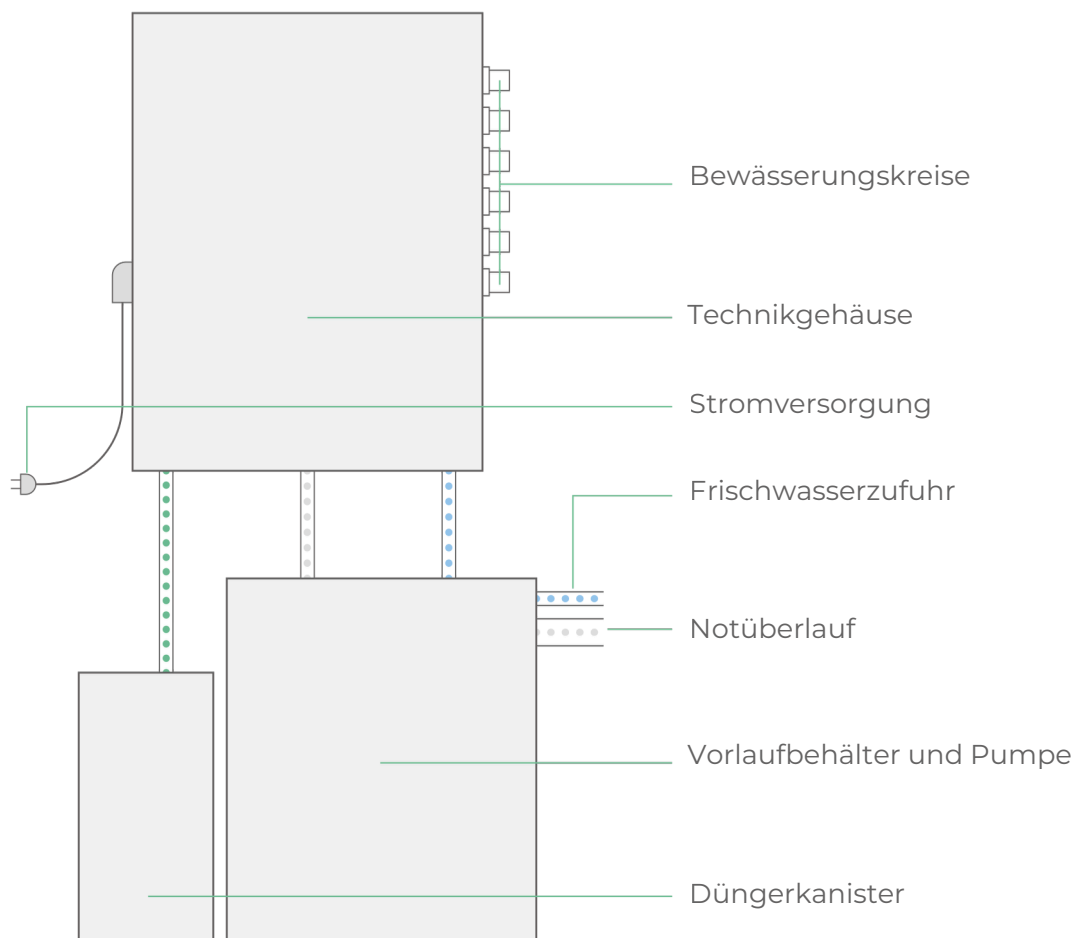 Bewässerungskreise
Technikgehäuse
Stromversorgung
Frischwasserzufuhr
Notüberlauf
Vorlaufbehälter und Pumpe
Düngerkanister